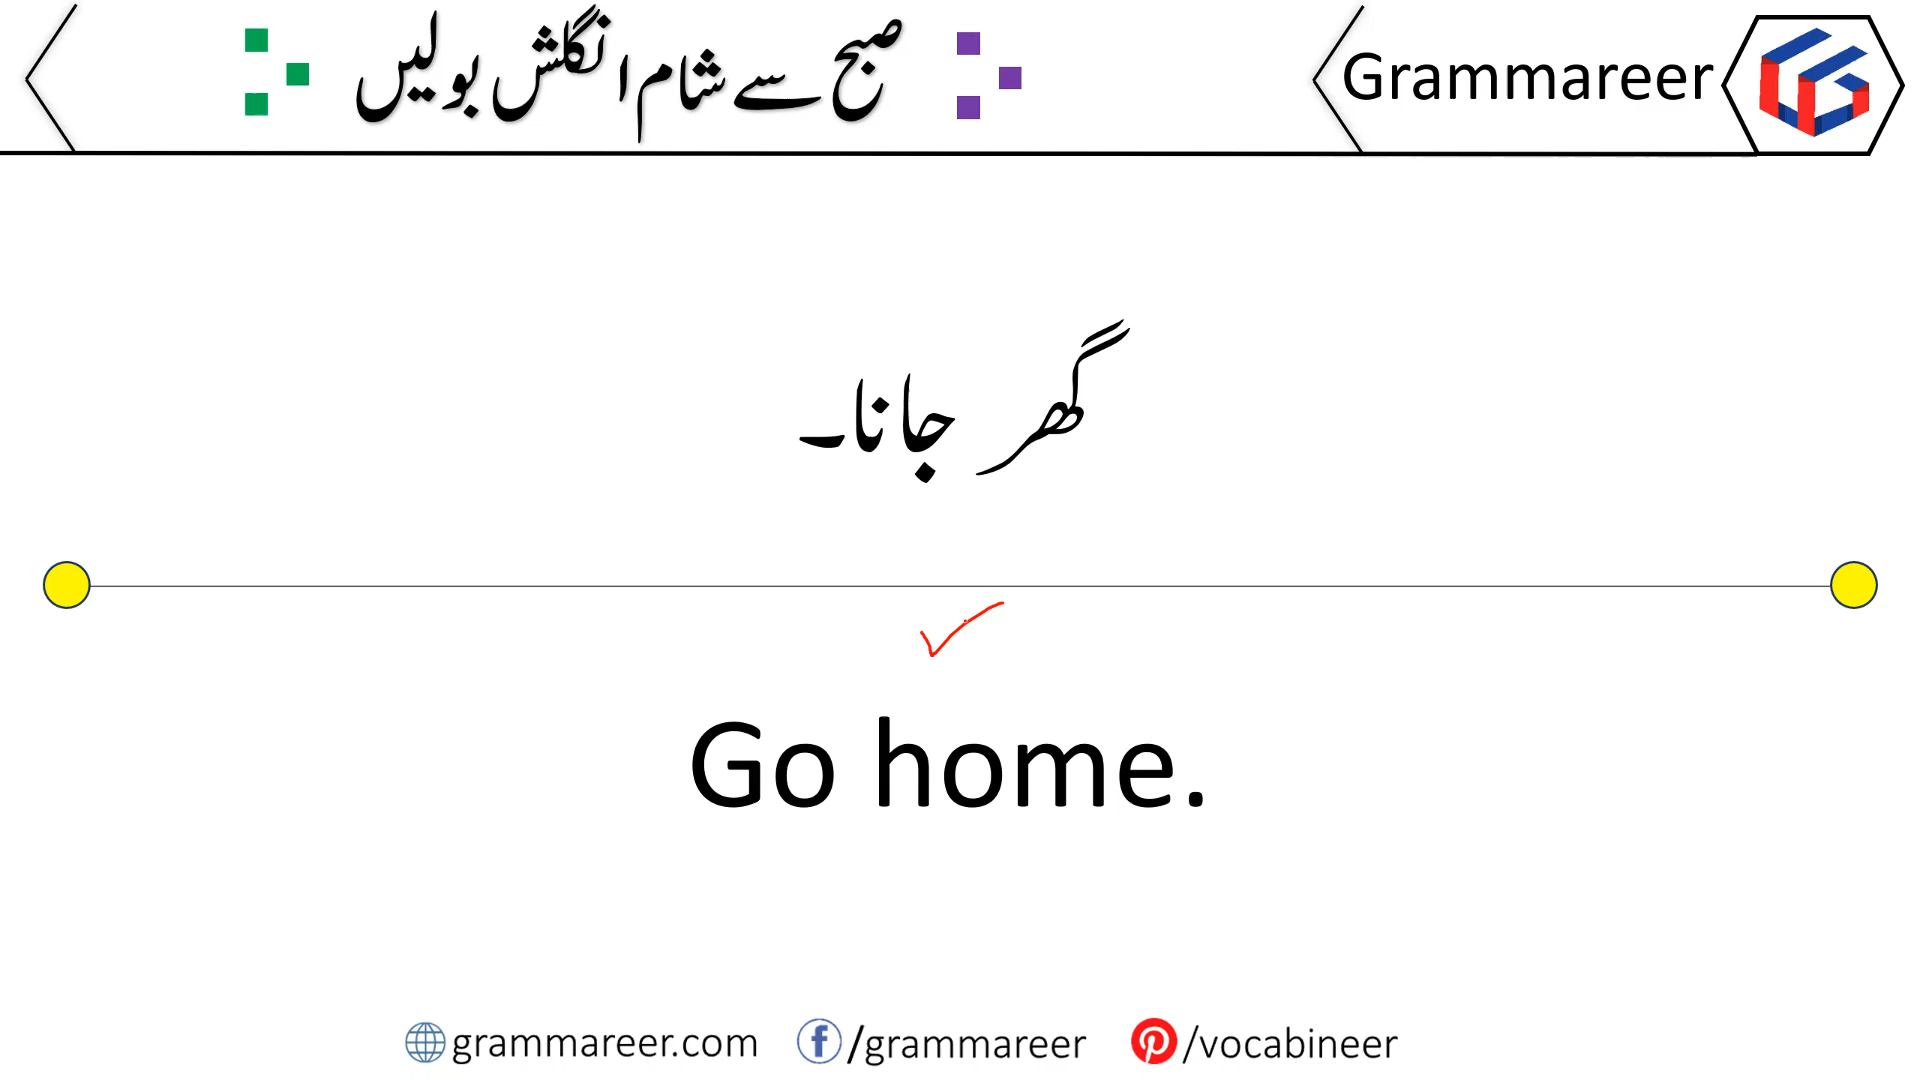 صبح سے شام انگلش بولیں
Grammareer
گھر جانا۔
Go home.
grammareer.com /grammareer /vocabineer